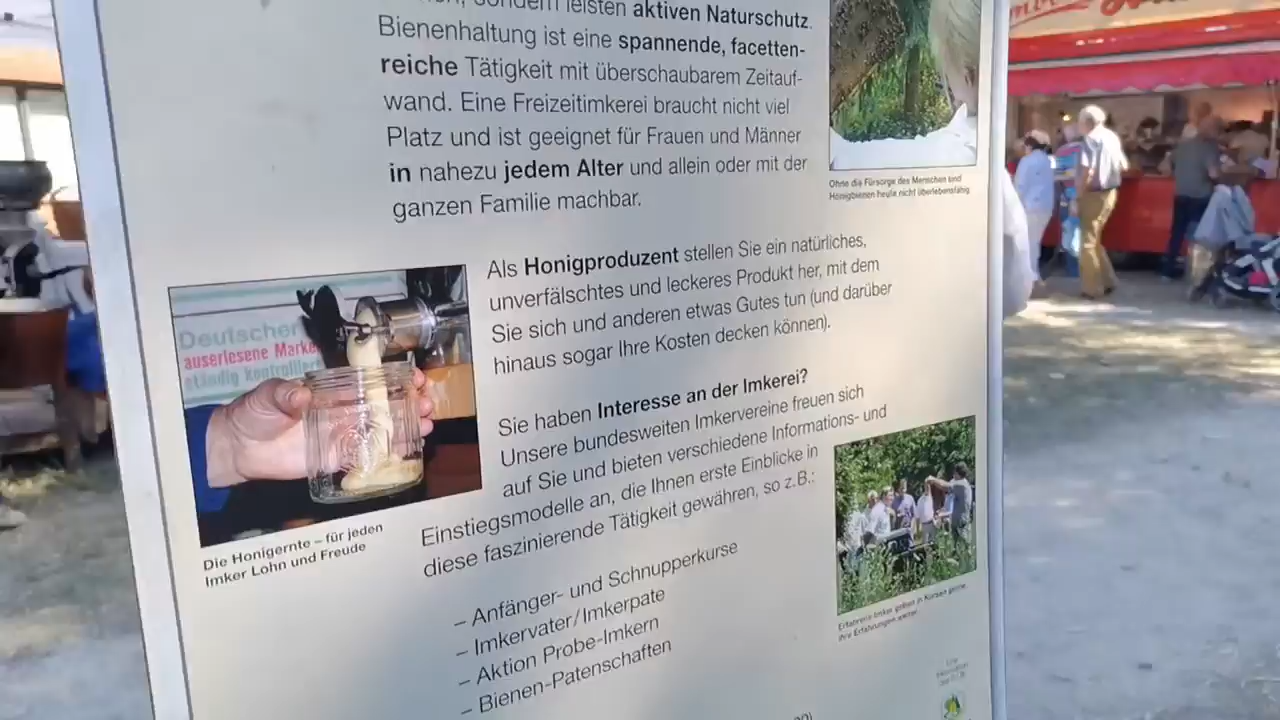 sondern leisten aktiven Naturschutz.
Bienenhaltung ist eine spannende, facetten-
reiche Tätigkeit mit überschaubarem Zeitauf-
wand. Eine Freizeitimkerei braucht nicht viel
Platz und ist geeignet für Frauen und Männer
in nahezu jedem Alter und allein oder mit der
ganzen Familie machbar.
Ohne die Fürsorge des Menschen sind
Honigbienen heute nicht überlebensfähig
Als Honigproduzent stellen Sie ein natürliches,
unverfälschtes und leckeres Produkt her, mit dem
Sie sich und anderen etwas Gutes tun (und darüber
hinaus sogar Ihre Kosten decken können).
Deutscher
auserlesene Marke
ständig kontrolliert
Die Honigernte – für jeden
Imker Lohn und Freude
Sie haben Interesse an der Imkerei?
Unsere bundesweiten Imkervereine freuen sich
auf Sie und bieten verschiedene Informations- und
Einstiegsmodelle an, die Ihnen erste Einblicke in
diese faszinierende Tätigkeit gewähren, so z.B.:
– Anfänger- und Schnupperkurse
– Imkervater/Imkerpate
– Aktion Probe-Imkern
– Bienen-Patenschaften
Erfahrene Imker geben in Kursen gerne
ihre Erfahrungen weiter.